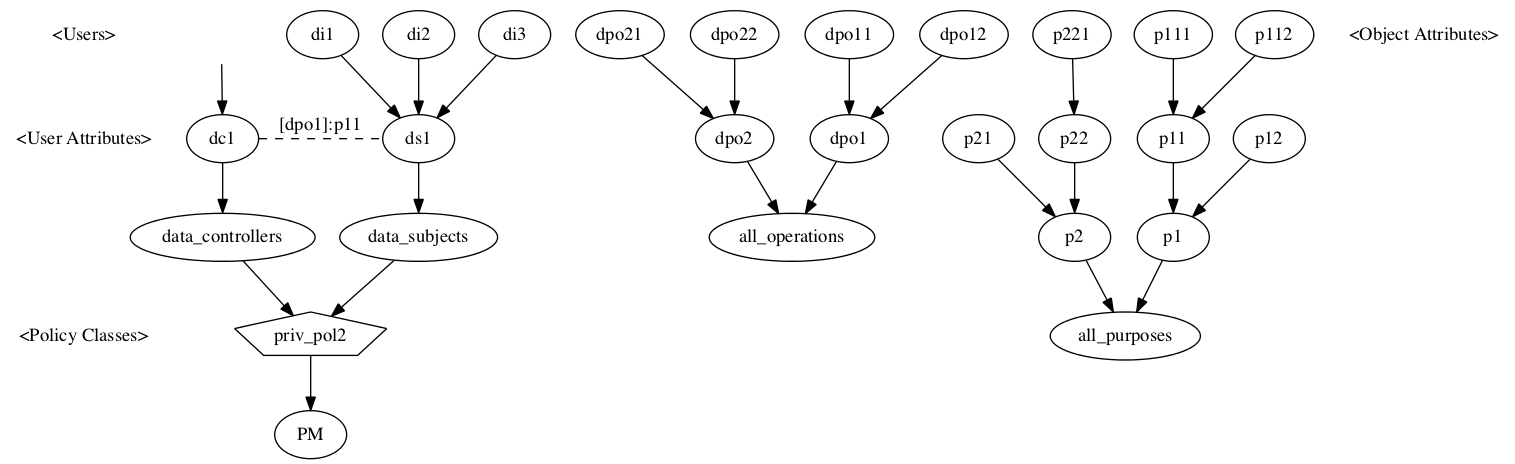 <Users>
di1
di2
di3
dpo21
dpo22
dpo11
dpo12
p221
p111
p112
<Object Attributes>
[dpo1]:p11
<User Attributes>
dc1
ds1
dpo2
dpo1
p21
p22
p11
p12
data_controllers
data_subjects
all_operations
p2
p1
<Policy Classes>
priv_pol2
all_purposes
PM